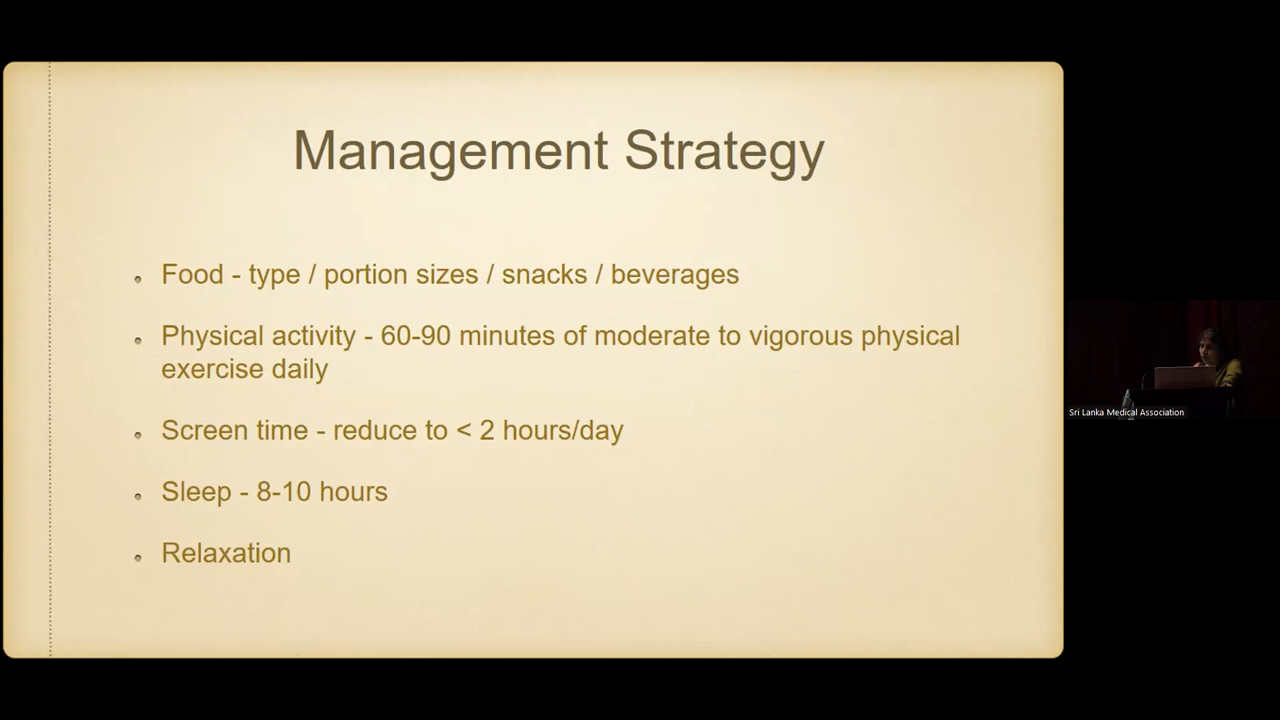 Management Strategy
Food - type / portion sizes / snacks / beverages
Physical activity - 60-90 minutes of moderate to vigorous physical
exercise daily
Screen time - reduce to < 2 hours/day
Sleep - 8-10 hours
Relaxation
Sri Lanka Medical Association